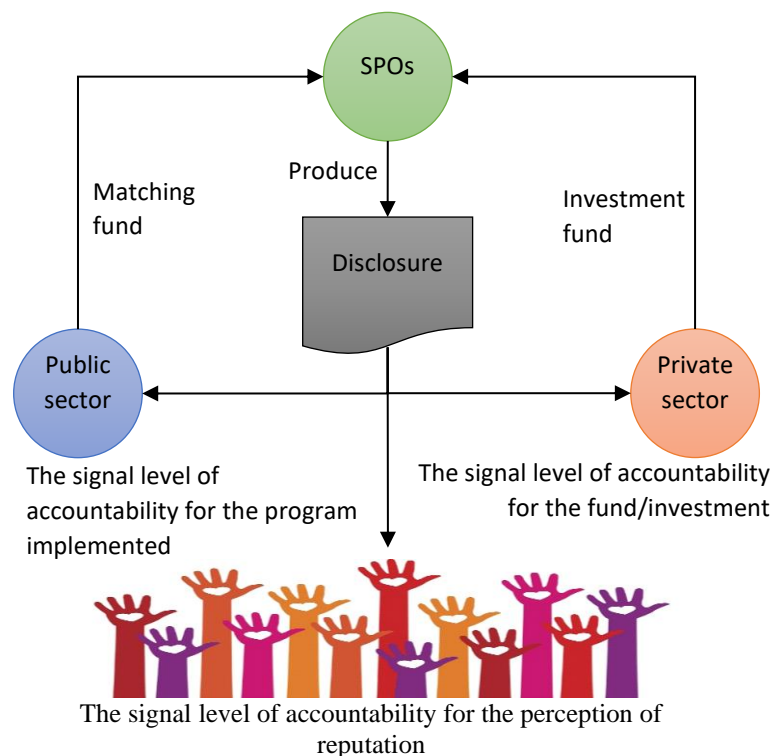 SPOs
Produce
Matching
fund
Investment
fund
Disclosure
Public
sector
Private
sector
The signal level of
accountability for the program
implemented
The signal level of accountability
for the fund/investment
The signal level of accountability for the perception of
reputation